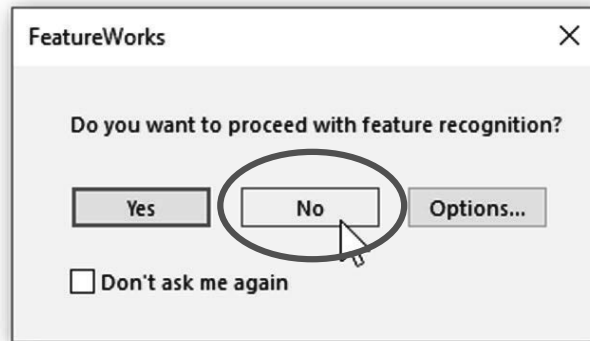 FeatureWorks
Do you want to proceed with feature recognition?
Yes No Options...
Don't ask me again